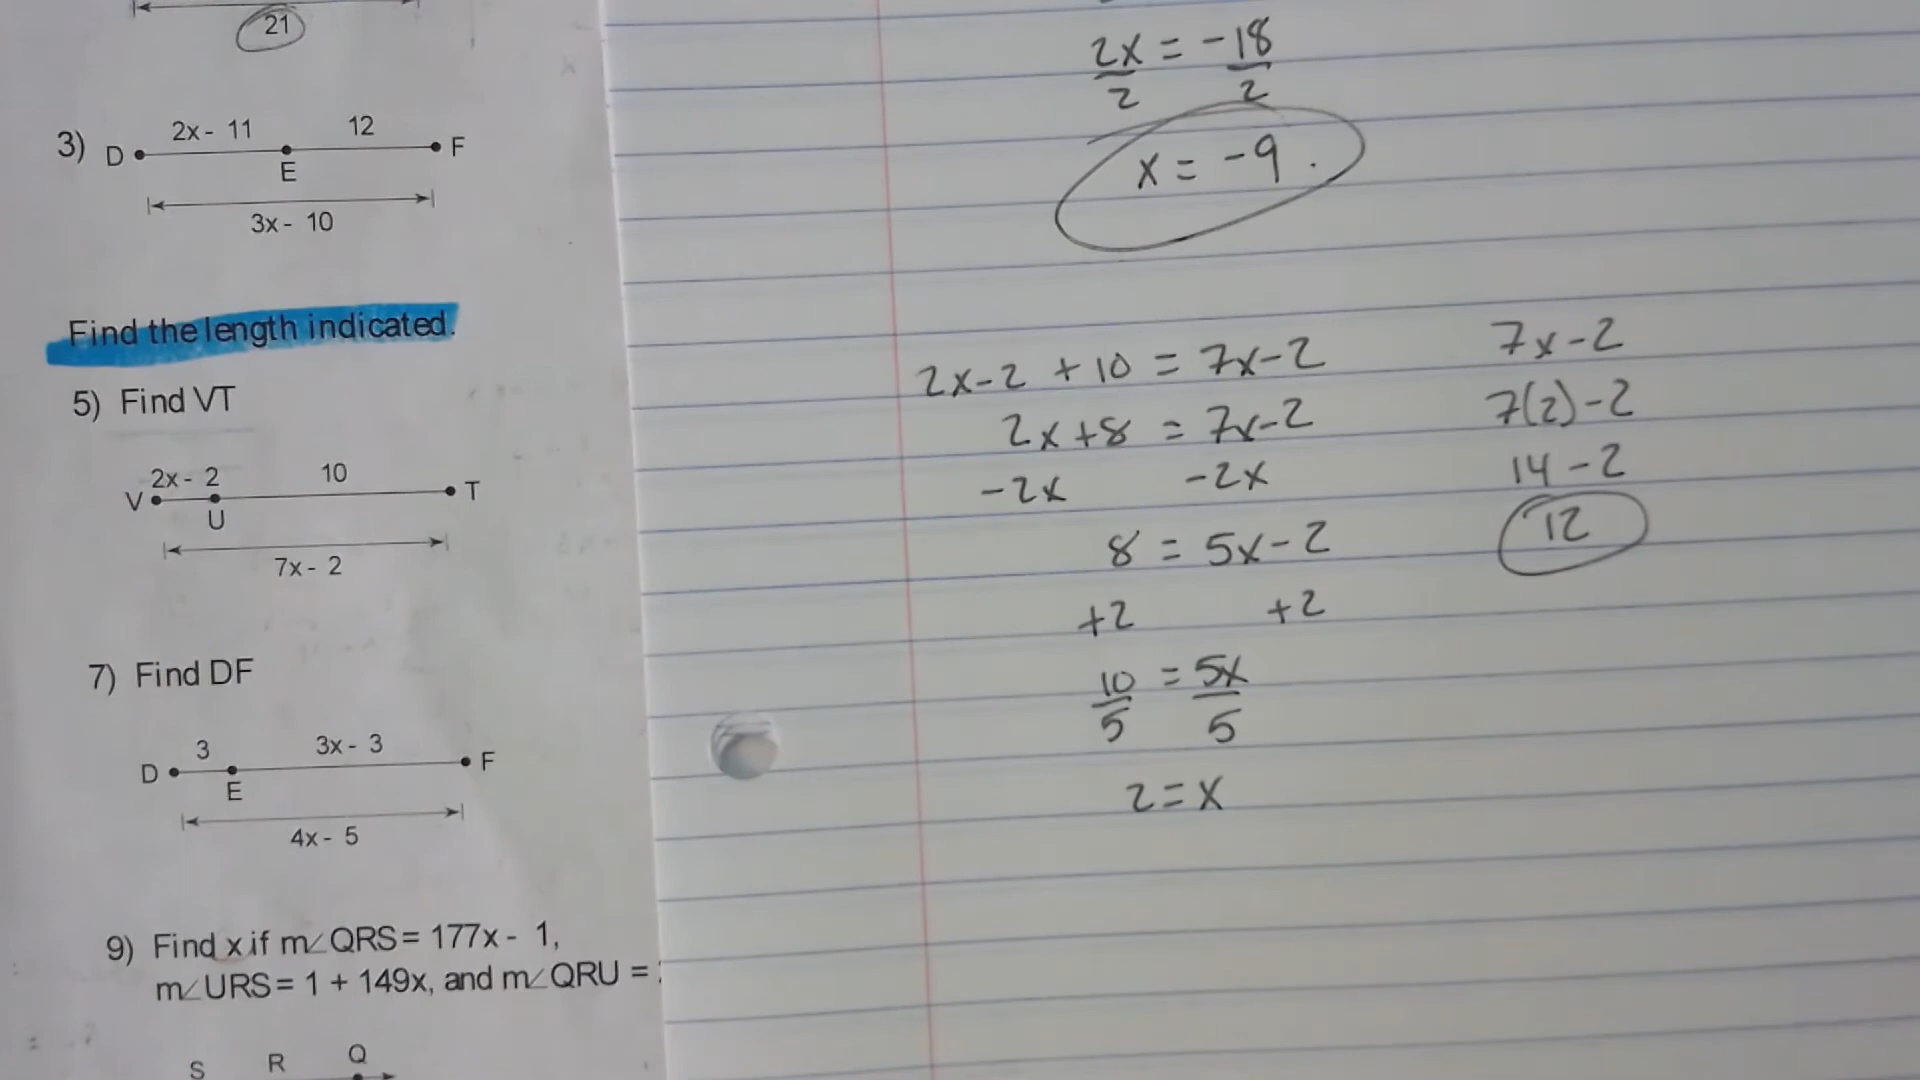 21
3) D 2x - 11 12 F
E
3x - 10
Find the length indicated.
5) Find VT
V 2x - 2 10 T
U
7x - 2
7) Find DF
D 3 3x - 3 F
E
4x - 5
9) Find x if m∠QRS = 177x - 1,
m∠URS = 1 + 149x, and m∠QRU =
S R Q
2x = -18
2 2
x = -9.
2x-2 + 10 = 7x-2
2x+8 = 7x-2
-2x -2x
8 = 5x-2
+2 +2
10 = 5x
5 5
2 = x
7x-2
7(2)-2
14-2
12